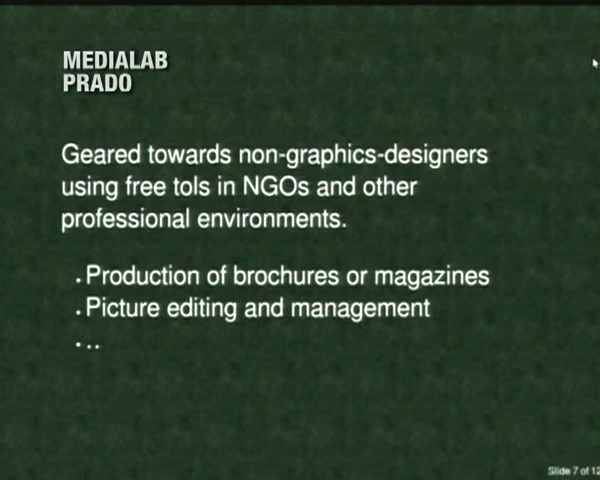 MEDIALAB
PRADO
Geared towards non-graphics-designers
using free tols in NGOs and other
professional environments.
. Production of brochures or magazines
. Picture editing and management
. ..
Slide 7 of 12